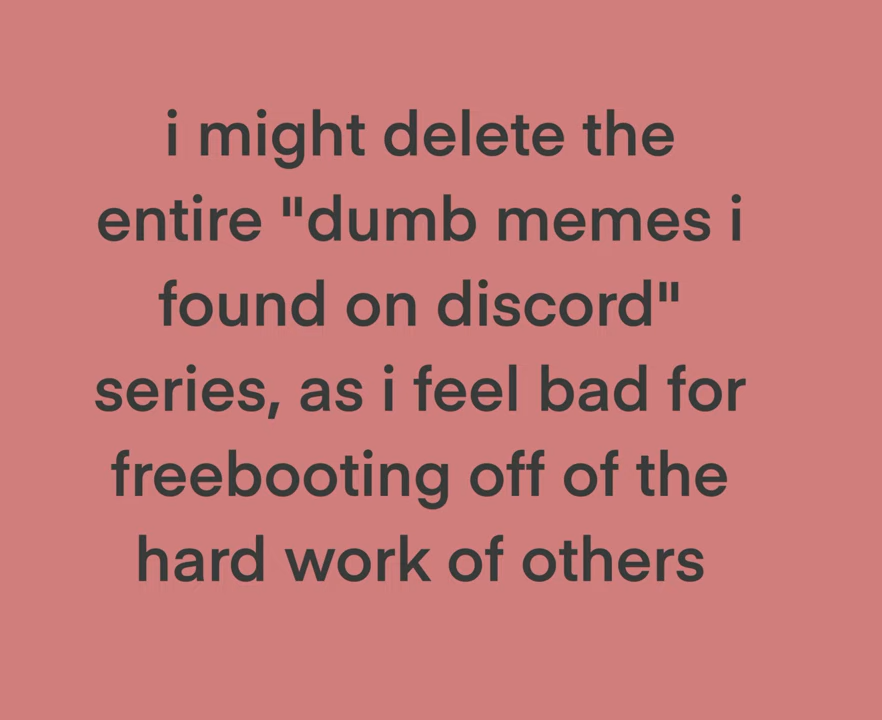 i might delete the
entire "dumb memes i
found on discord"
series, as i feel bad for
freebooting off of the
hard work of others